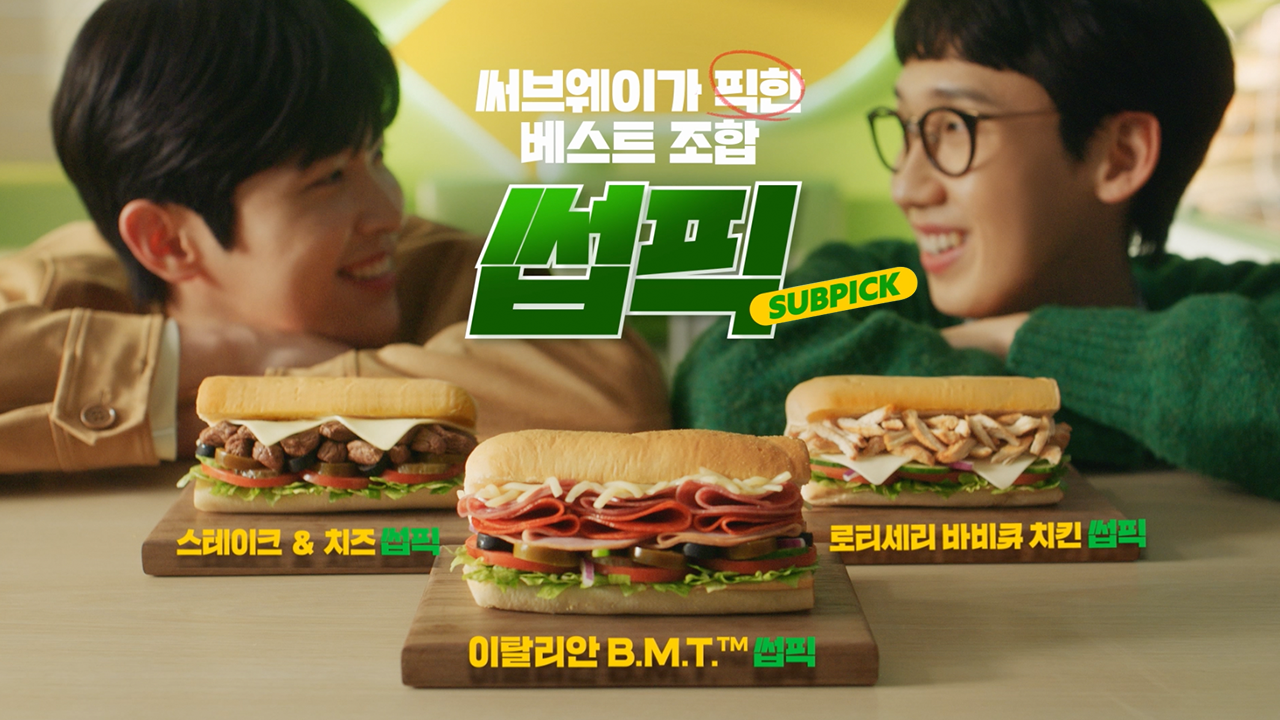 써브웨이가 픽한
베스트 조합
썹픽
SUBPICK
스테이크 & 치즈 썹픽
로티세리 바비큐 치킨 썹픽
이탈리안 B.M.T.™ 썹픽